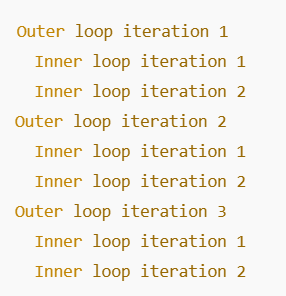 Outer loop iteration 1
  Inner loop iteration 1
  Inner loop iteration 2
Outer loop iteration 2
  Inner loop iteration 1
  Inner loop iteration 2
Outer loop iteration 3
  Inner loop iteration 1
  Inner loop iteration 2